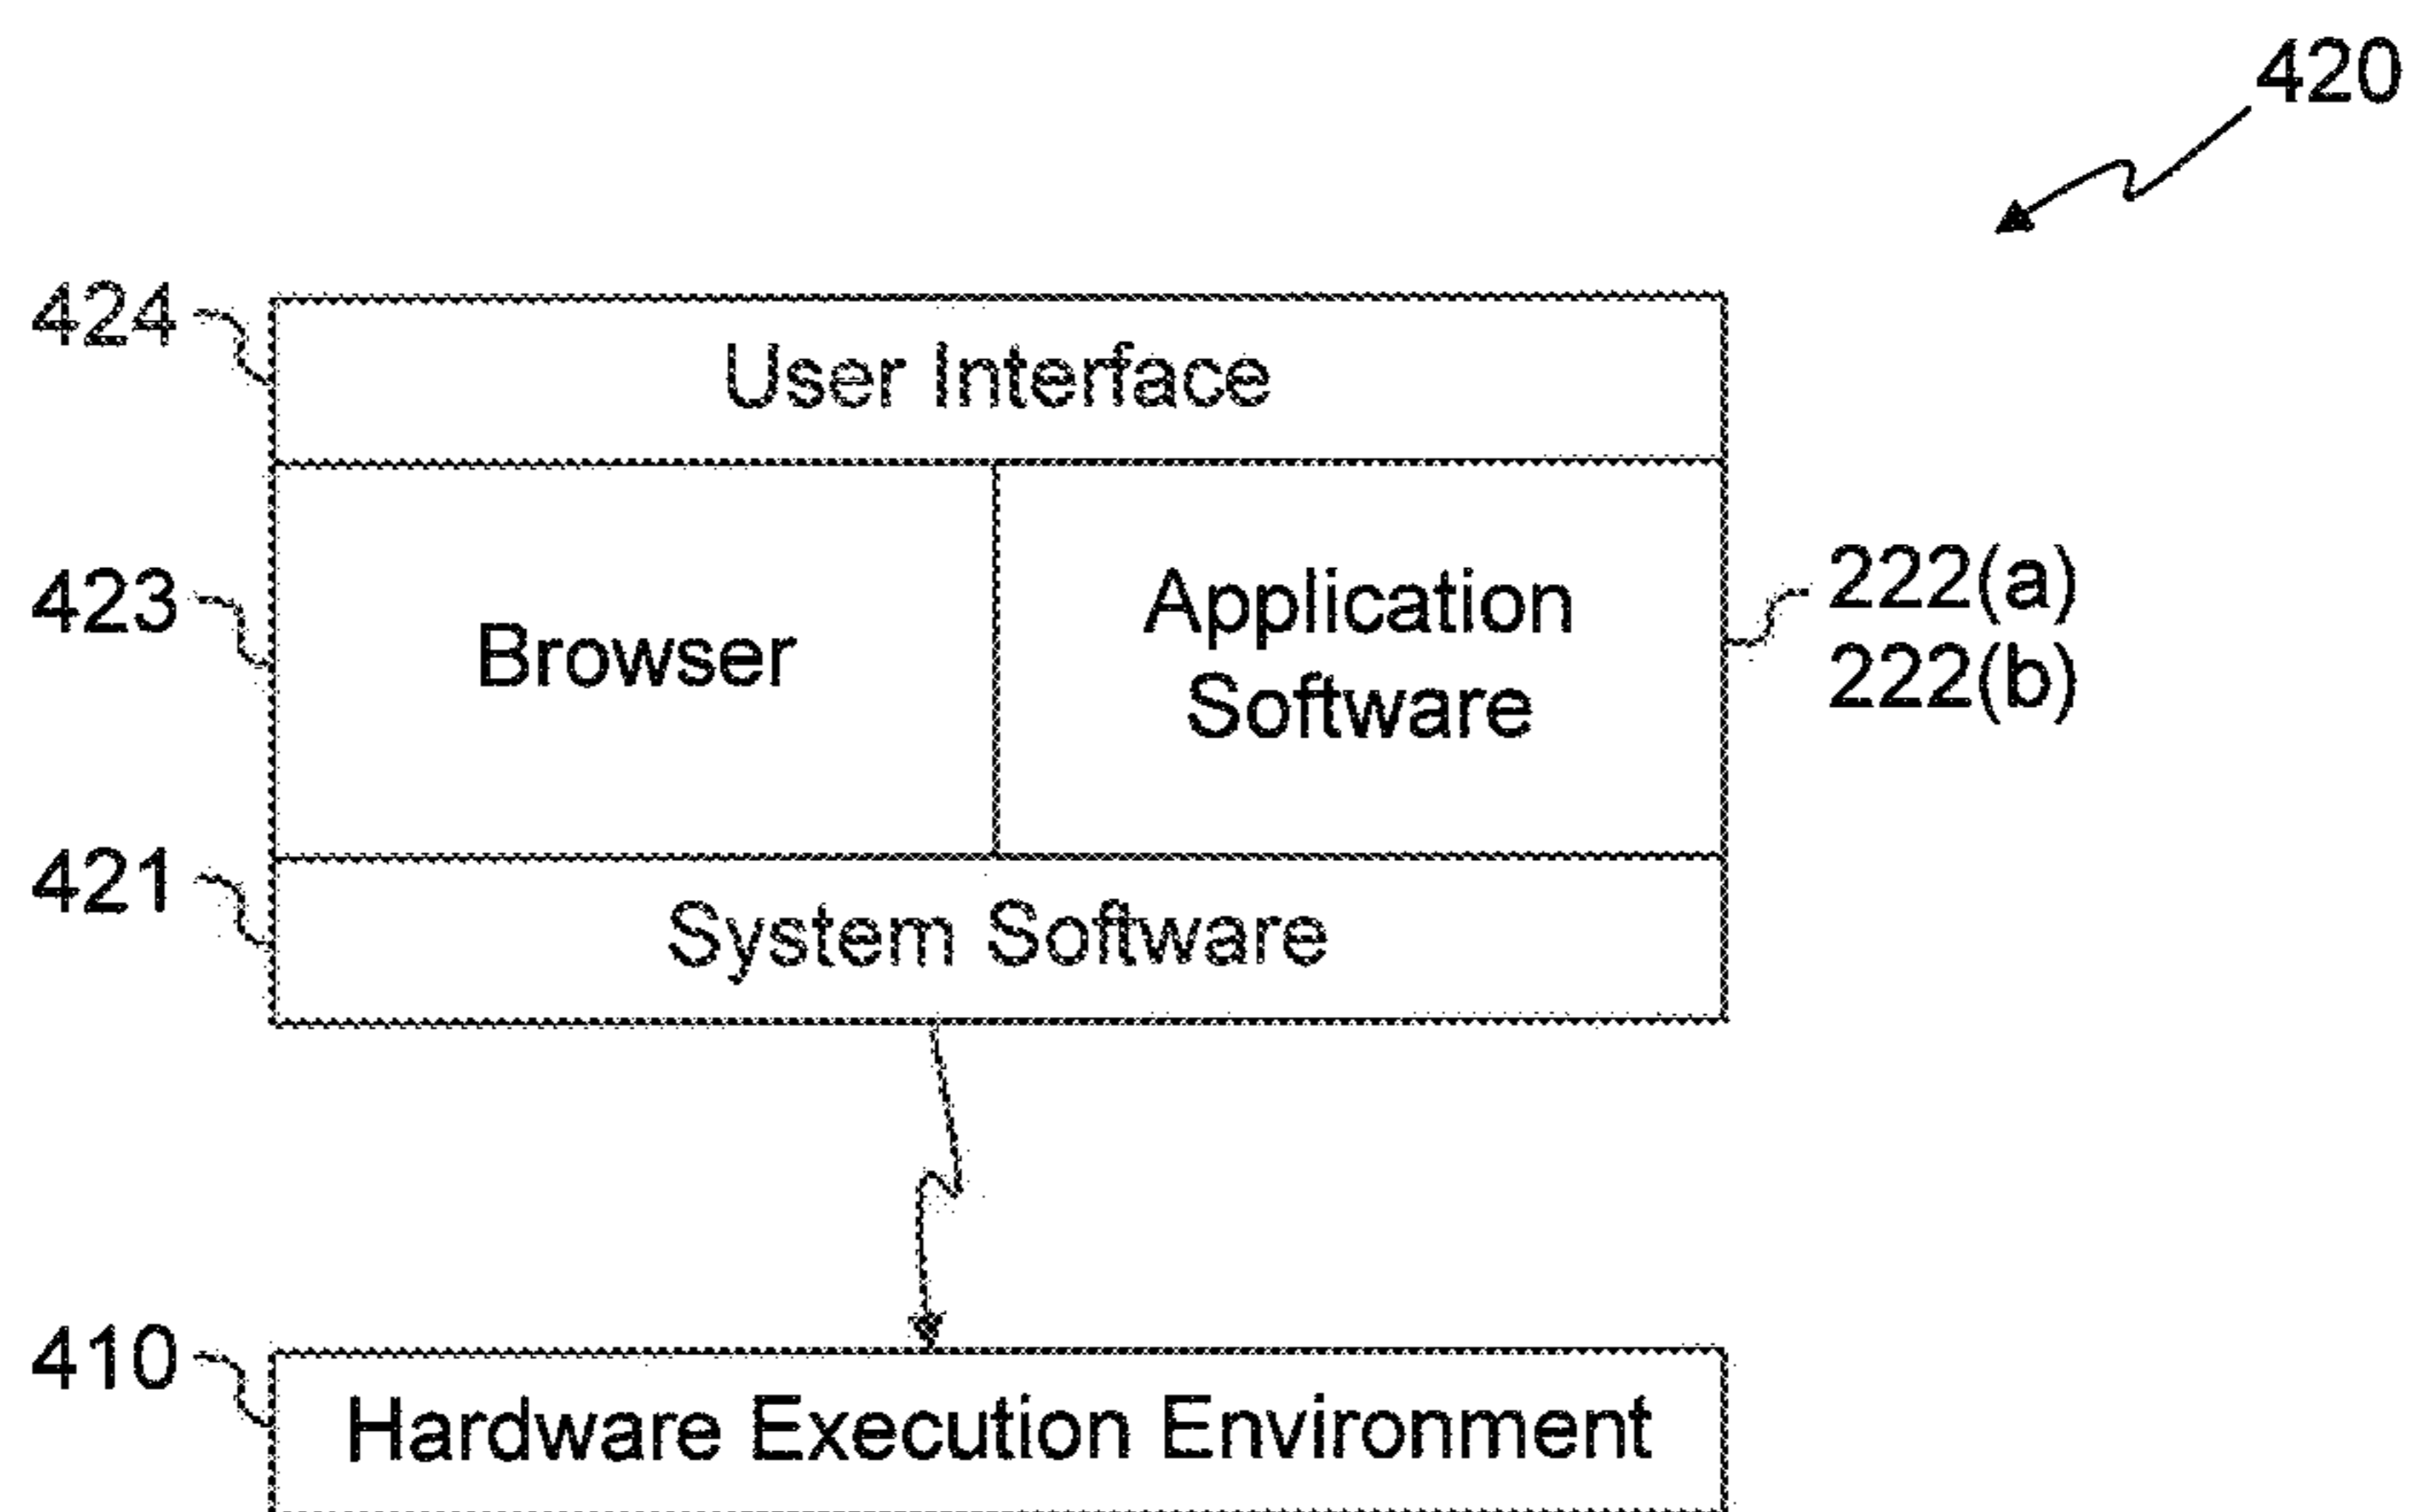 420
424
User Interface
423
Browser
Application
Software
222(a)
222(b)
421
System Software
410
Hardware Execution Environment